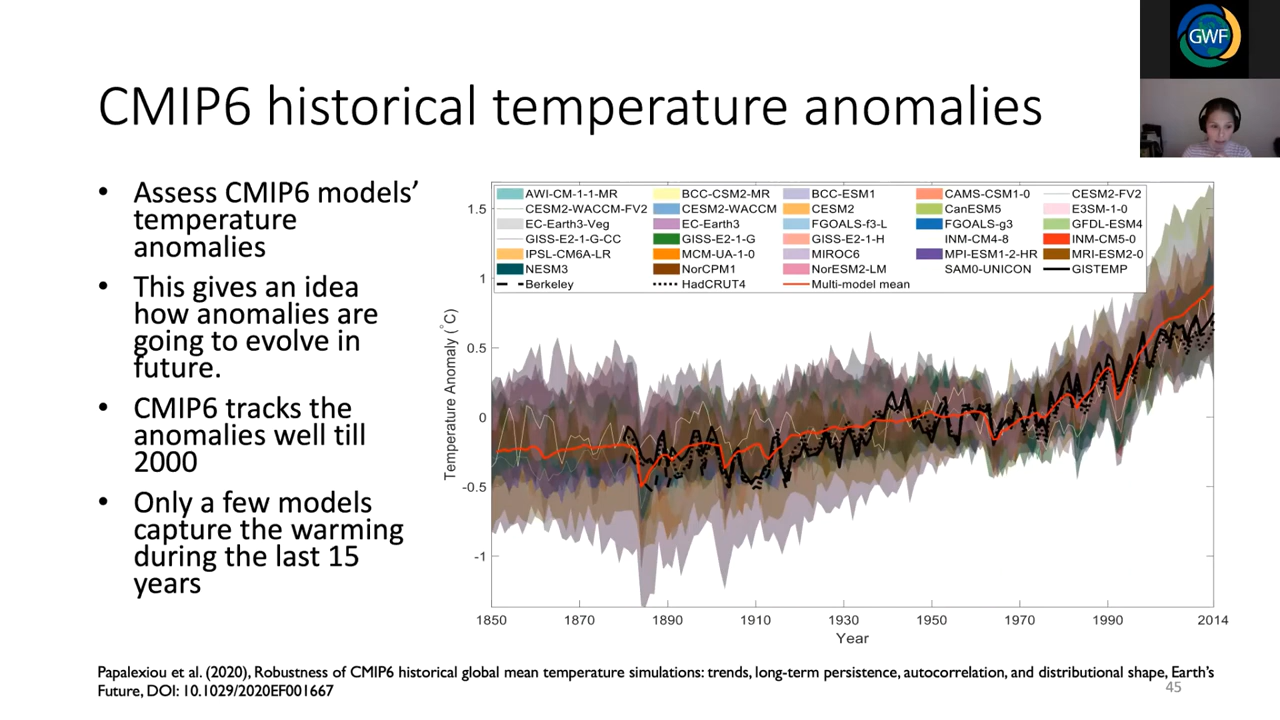 GWF
CMIP6 historical temperature anomalies
• Assess CMIP6 models’
temperature
anomalies
• This gives an idea
how anomalies are
going to evolve in
future.
• CMIP6 tracks the
anomalies well till
2000
• Only a few models
capture the warming
during the last 15
years
AWI-CM-1-1-MR BCC-CSM2-MR BCC-ESM1 CAMS-CSM1-0 CESM2-FV2
CESM2-WACCM-FV2 CESM2-WACCM CESM2 CanESM5 E3SM-1-0
EC-Earth3-Veg EC-Earth3 FGOALS-f3-L FGOALS-g3 GFDL-ESM4
GISS-E2-1-G-CC GISS-E2-1-G GISS-E2-1-H INM-CM4-8 INM-CM5-0
IPSL-CM6A-LR MCM-UA-1-0 MIROC6 MPI-ESM1-2-HR MRI-ESM2-0
NESM3 NorCPM1 NorESM2-LM SAM0-UNICON GISTEMP
Berkeley HadCRUT4 Multi-model mean
Temperature Anomaly (°C)
1.5
1
0.5
0
-0.5
-1
1850 1870 1890 1910 1930 1950 1970 1990 2014
Year
Papalexiou et al. (2020), Robustness of CMIP6 historical global mean temperature simulations: trends, long-term persistence, autocorrelation, and distributional shape, Earth’s
Future, DOI: 10.1029/2020EF001667
45